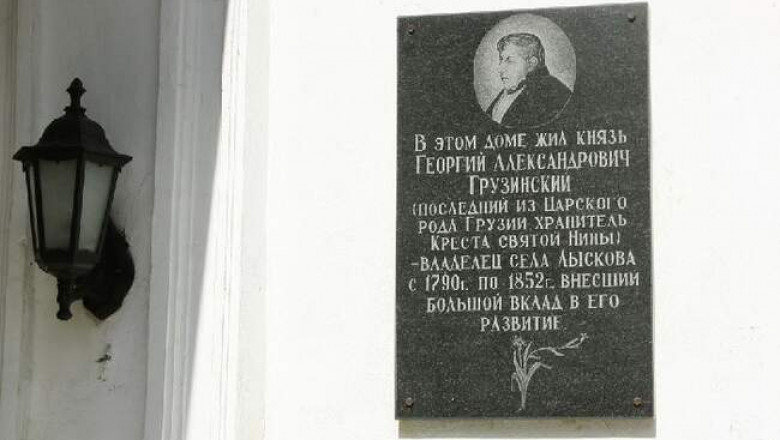 В ЭТОМ ДОМЕ ЖИЛ КНЯЗЬ
ГЕОРГИЙ АЛЕКСАНДРОВИЧ
ГРУЗИНСКИЙ
(ПОСЛЕДНИЙ ИЗ ЦАРСКОГО
РОДА ГРУЗИИ ХРАНИТЕЛЬ
КРЕСТА СВЯТОЙ НИНЫ)
-ВЛАДЕЛЕЦ СЕЛА ЛЫСКОВА
С 1790г. ПО 1852г. ВНЕСШИЙ
БОЛЬШОЙ ВКЛАД В ЕГО
РАЗВИТИЕ